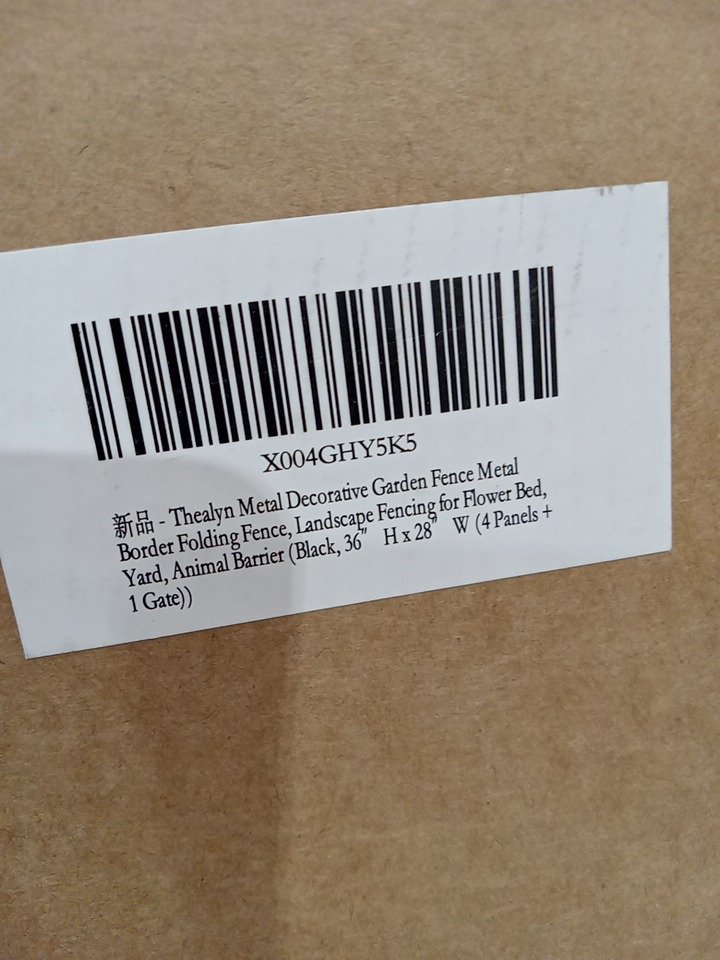 X004GHY5K5
新品 - Thealyn Metal Decorative Garden Fence Metal
Border Folding Fence, Landscape Fencing for Flower Bed,
Yard, Animal Barrier (Black, 36" H x 28" W (4 Panels +
1 Gate))